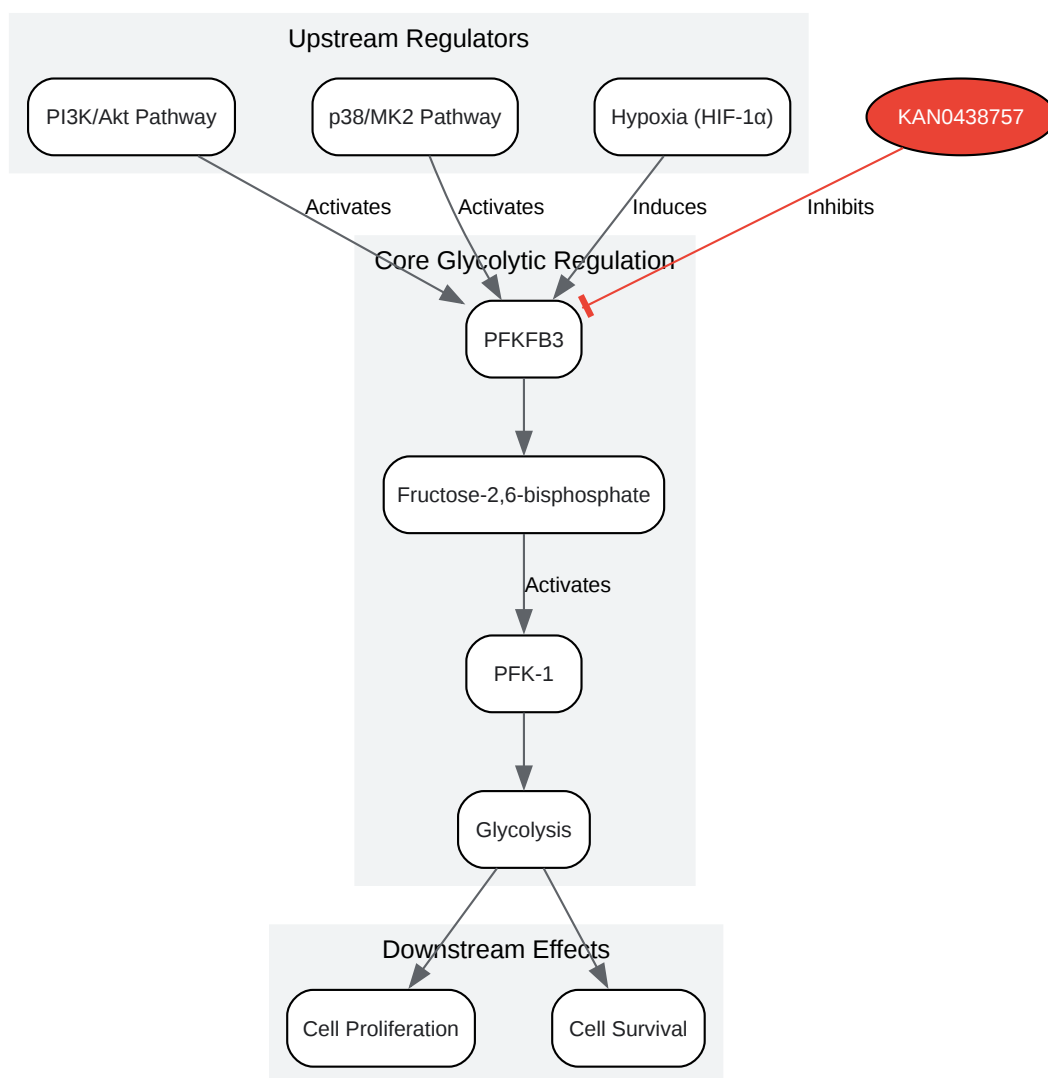 Upstream Regulators
PI3K/Akt Pathway
p38/MK2 Pathway
Hypoxia (HIF-1α)
KAN0438757
Activates
Activates
Induces
Inhibits
Core Glycolytic Regulation
PFKFB3
Fructose-2,6-bisphosphate
Activates
PFK-1
Glycolysis
Downstream Effects
Cell Proliferation
Cell Survival